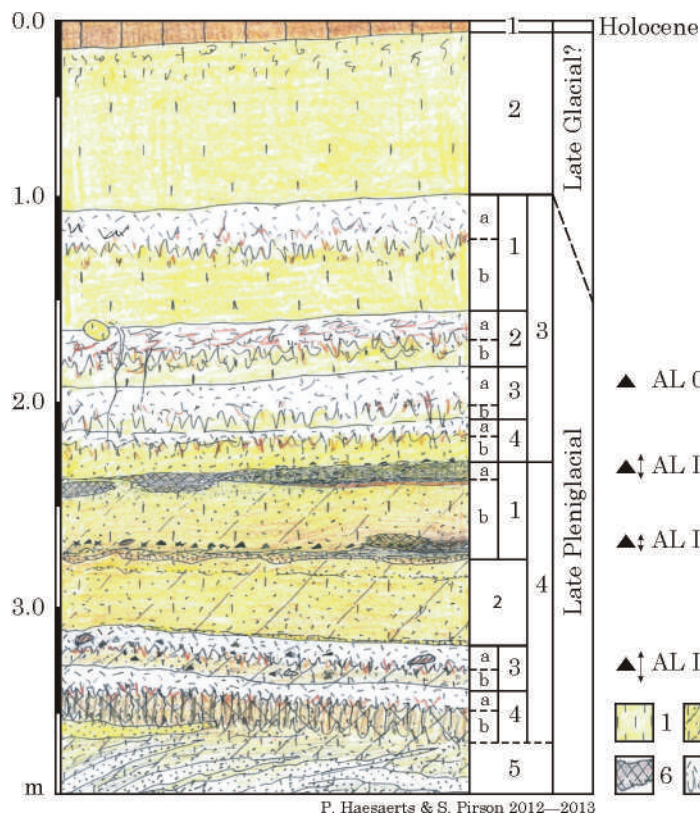 0.0
1
Holocene
2
Late Glacial?
1.0
a
1
b
a
2
b
3
a
3
b
2.0
AL 0
a
4
b
a
AL I
1
b
AL I
2
4
Late Pleniglacial
3.0
a
3
b
AL I
a
4
b
1
5
6
m
P. Haesaerts & S. Pirson 2012—2013